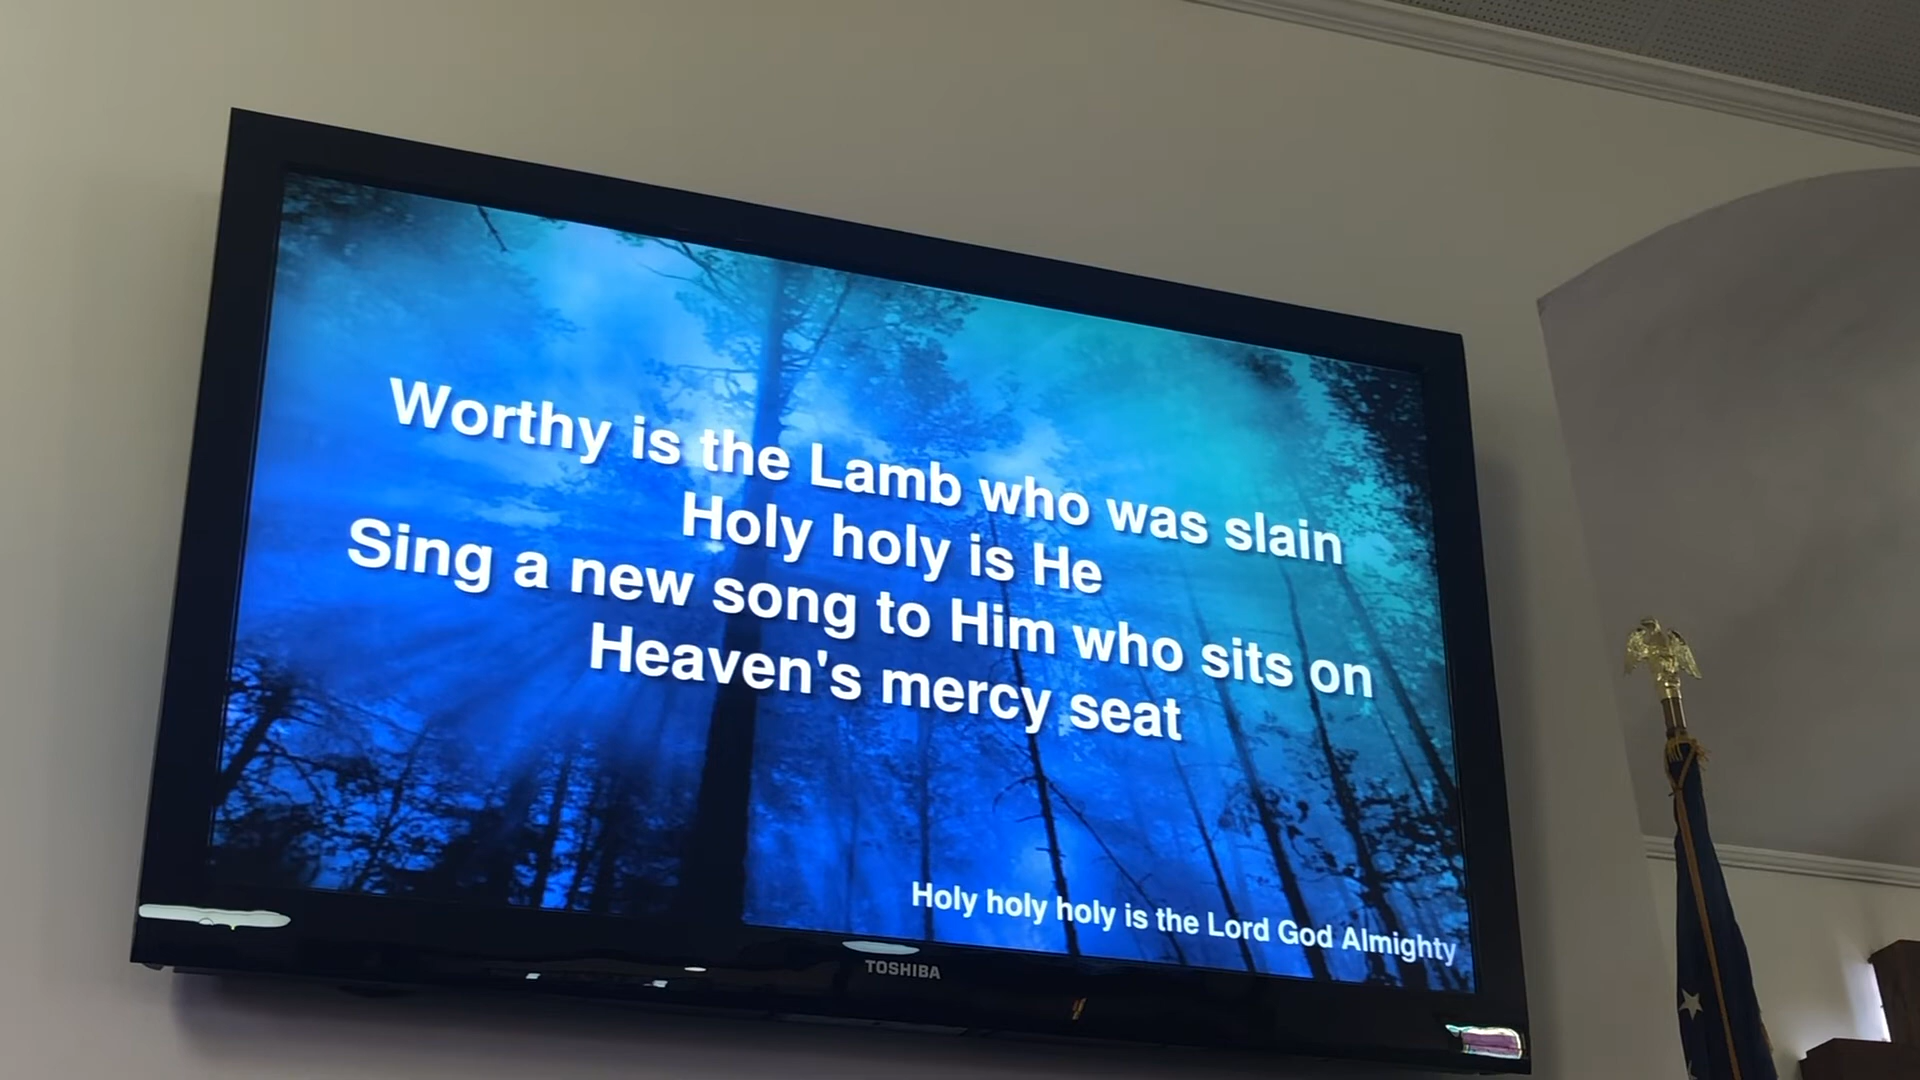 Worthy is the Lamb who was slain
Holy holy is He
Sing a new song to Him who sits on
Heaven's mercy seat
Holy holy holy is the Lord God Almighty
TOSHIBA